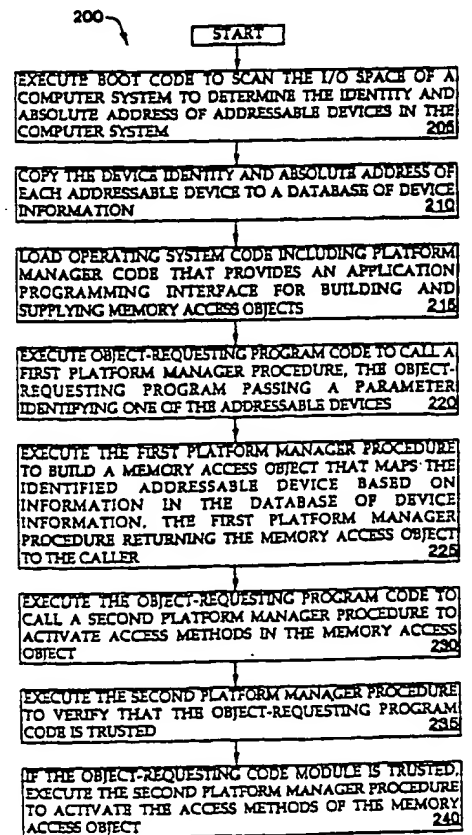 200
START
EXECUTE BOOT CODE TO SCAN THE I/O SPACE OF A
COMPUTER SYSTEM TO DETERMINE THE IDENTITY AND
ABSOLUTE ADDRESS OF ADDRESSABLE DEVICES IN THE
COMPUTER SYSTEM 205
COPY THE DEVICE IDENTITY AND ABSOLUTE ADDRESS OF
EACH ADDRESSABLE DEVICE TO A DATABASE OF DEVICE
INFORMATION 210
LOAD OPERATING SYSTEM CODE INCLUDING PLATFORM
MANAGER CODE THAT PROVIDES AN APPLICATION
PROGRAMMING INTERFACE FOR BUILDING AND
SUPPLYING MEMORY ACCESS OBJECTS 215
EXECUTE OBJECT-REQUESTING PROGRAM CODE TO CALL A
FIRST PLATFORM MANAGER PROCEDURE, THE OBJECT-
REQUESTING PROGRAM PASSING A PARAMETER
IDENTIFYING ONE OF THE ADDRESSABLE DEVICES 220
EXECUTE THE FIRST PLATFORM MANAGER PROCEDURE
TO BUILD A MEMORY ACCESS OBJECT THAT MAPS THE
IDENTIFIED ADDRESSABLE DEVICE BASED ON
INFORMATION IN THE DATABASE OF DEVICE
INFORMATION, THE FIRST PLATFORM MANAGER
PROCEDURE RETURNING THE MEMORY ACCESS OBJECT
TO THE CALLER 225
EXECUTE THE OBJECT-REQUESTING PROGRAM CODE TO
CALL A SECOND PLATFORM MANAGER PROCEDURE TO
ACTIVATE ACCESS METHODS IN THE MEMORY ACCESS
OBJECT 230
EXECUTE THE SECOND PLATFORM MANAGER PROCEDURE
TO VERIFY THAT THE OBJECT-REQUESTING PROGRAM
CODE IS TRUSTED 235
IF THE OBJECT-REQUESTING CODE MODULE IS TRUSTED,
EXECUTE THE SECOND PLATFORM MANAGER PROCEDURE
TO ACTIVATE THE ACCESS METHODS OF THE MEMORY
ACCESS OBJECT 240